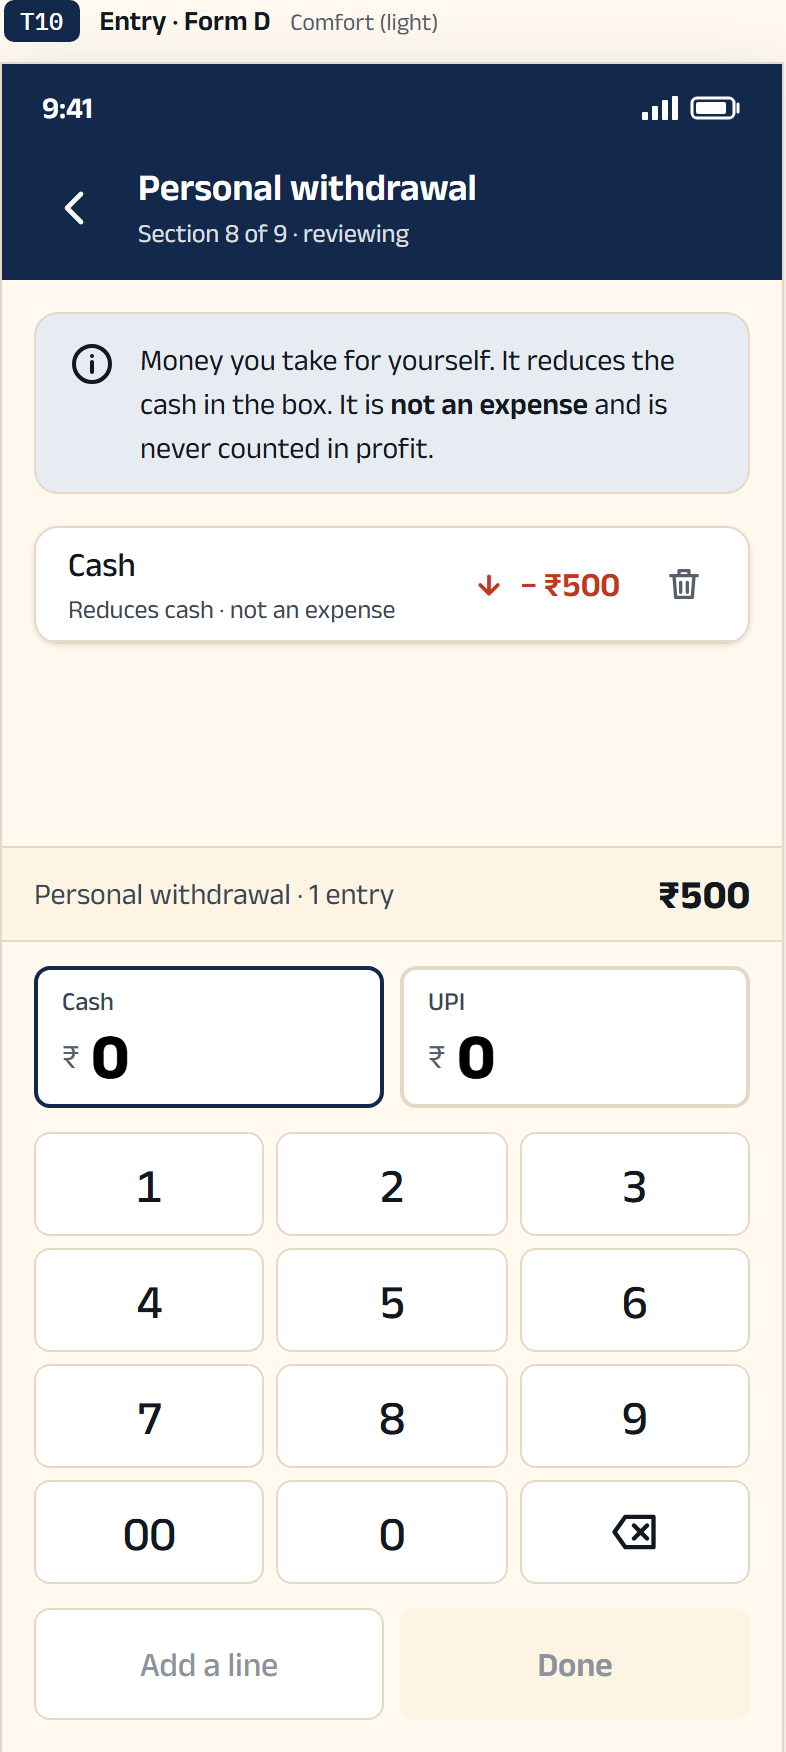 T10 Entry · Form D Comfort (light)
9:41
Personal withdrawal
Section 8 of 9 · reviewing
Money you take for yourself. It reduces the
cash in the box. It is not an expense and is
never counted in profit.
Cash
Reduces cash · not an expense
− ₹500
Personal withdrawal · 1 entry ₹500
Cash UPI
₹ 0 ₹ 0
1 2 3
4 5 6
7 8 9
00 0
Add a line Done